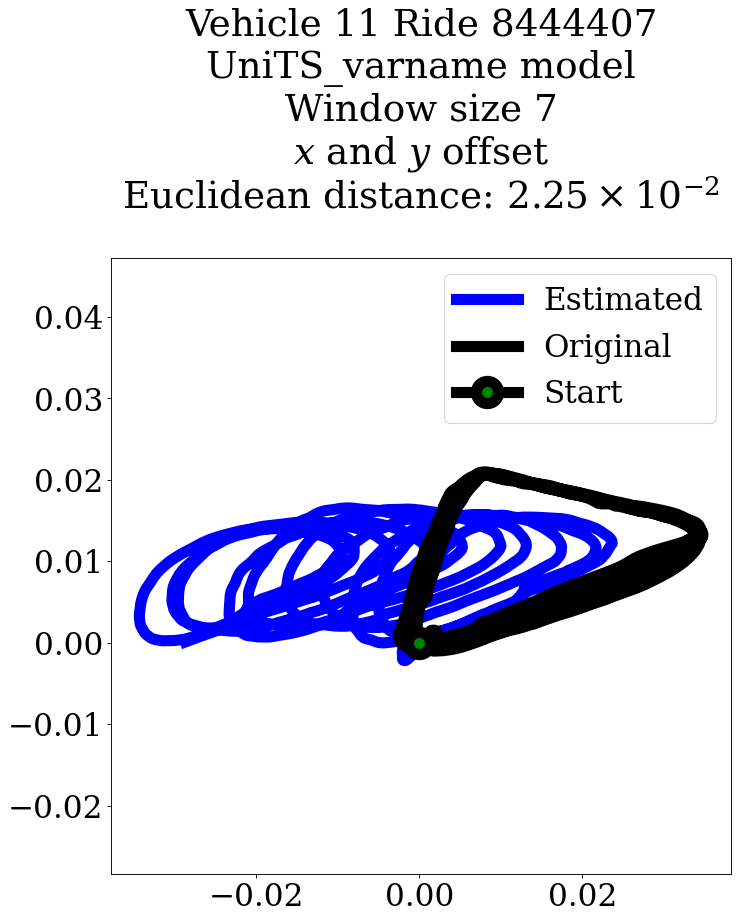 Vehicle 11 Ride 8444407
UniTS_varname model
Window size 7
x and y offset
Euclidean distance: 2.25 × 10⁻²
Estimated
Original
Start
0.04
0.03
0.02
0.01
0.00
−0.01
−0.02
−0.02 0.00 0.02